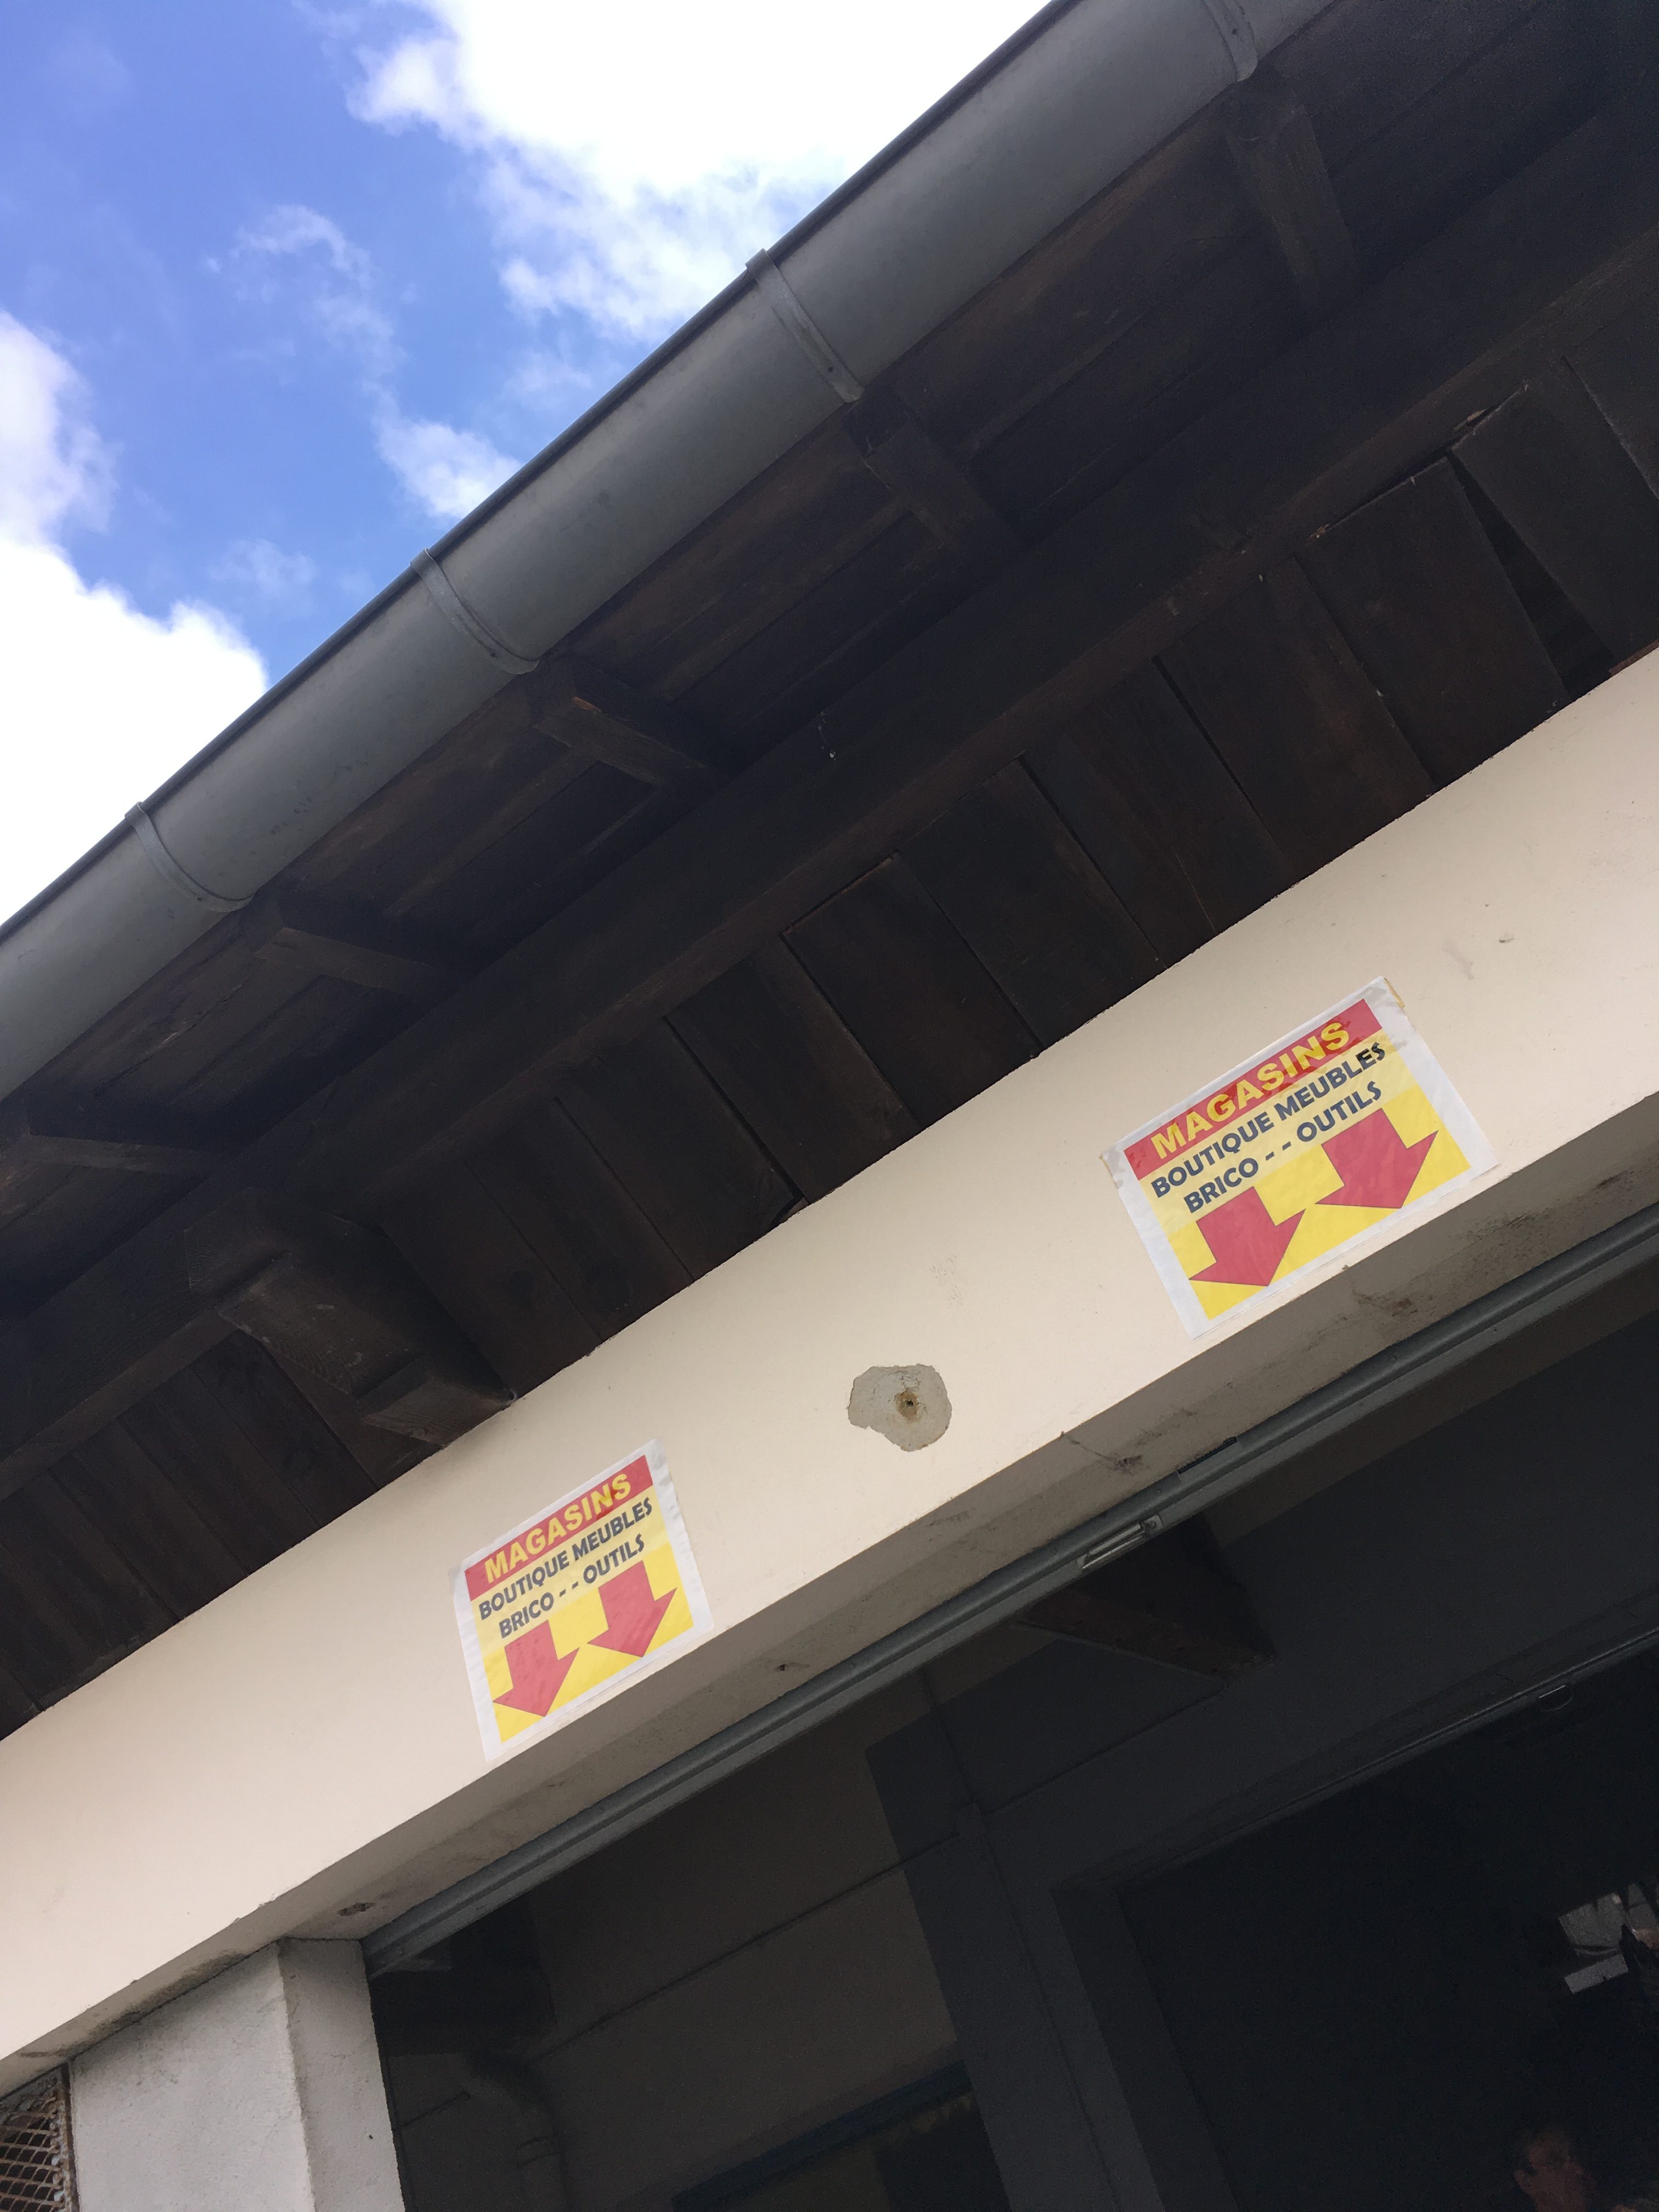 MAGASINS
BOUTIQUE MEUBLES
BRICO - - OUTILS
MAGASINS
BOUTIQUE MEUBLES
BRICO - - OUTILS